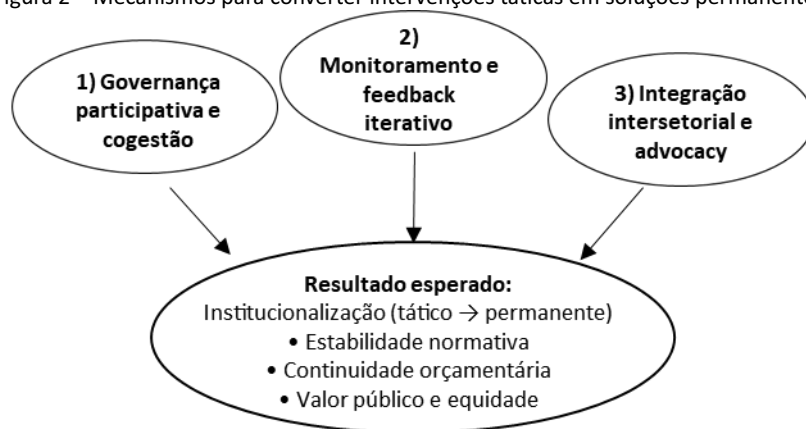 Figura 2 – Mecanismos para converter intervenções táticas em soluções permanente
1) Governança
participativa e
cogestão
2)
Monitoramento e
feedback
iterativo
3) Integração
intersetorial e
advocacy
Resultado esperado:
Institucionalização (tático → permanente)
• Estabilidade normativa
• Continuidade orçamentária
• Valor público e equidade